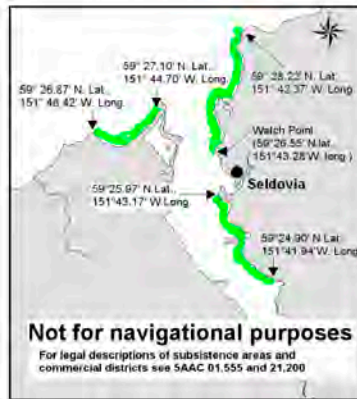 59° 27.10' N. Lat.
151° 44.70' W. Long.
59° 26.87' N. Lat.
151° 46.42' W. Long.
59° 28.23' N. Lat.
151° 42.37' W. Long.
Watch Point
(59°26.55' N.lat.
151°43.28' W. long.)
Seldovia
59°25.97' N. Lat.
151°43.17' W.Long.
59°24.90' N. Lat.
151°41.94' W. Long.
Not for navigational purposes
For legal descriptions of subsistence areas and
commercial districts see 5AAC 01.555 and 21.200